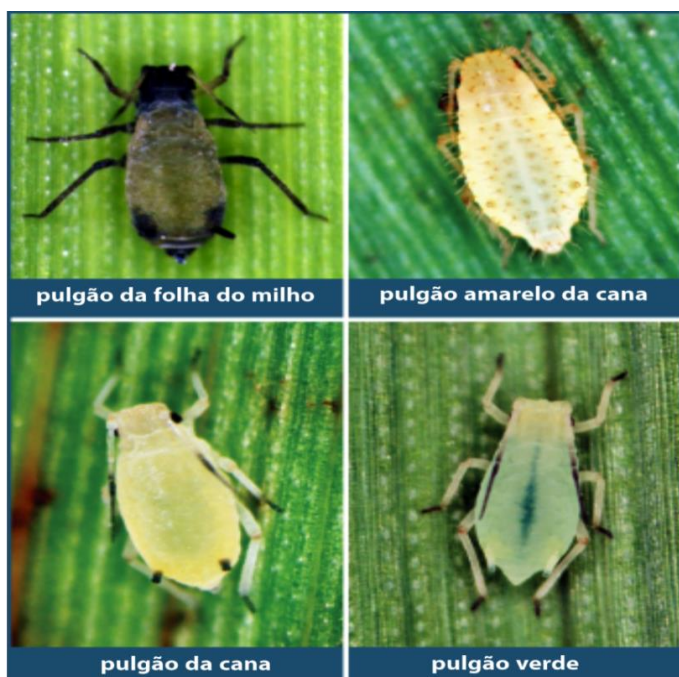 pulgão da folha do milho
pulgão amarelo da cana
pulgão da cana
pulgão verde